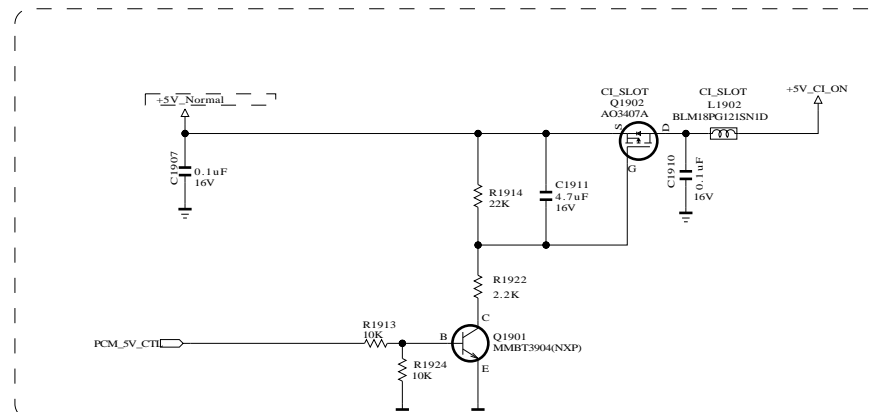 +5V_Normal
C1907
0.1uF
16V
R1914
22K
C1911
4.7uF
16V
CI_SLOT
Q1902
AO3407A
S
D
G
CI_SLOT
L1902
BLM18PG121SN1D
+5V_CI_ON
C1910
0.1uF
16V
R1922
2.2K
PCM_5V_CTL
R1913
10K
R1924
10K
B
C
E
Q1901
MMBT3904(NXP)